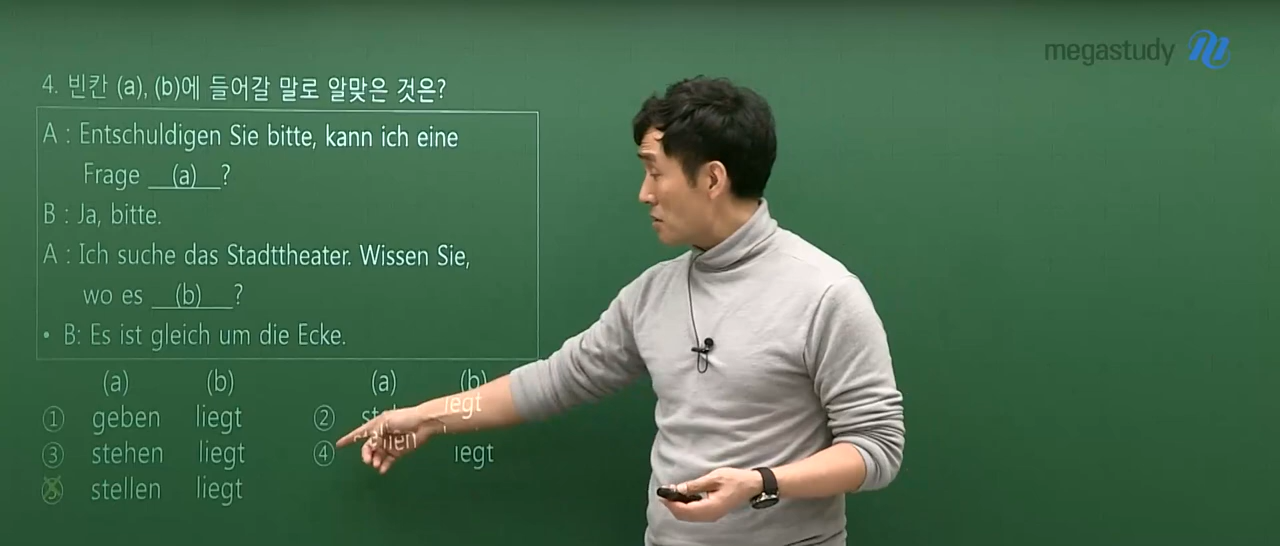 megastudy
4. 빈칸 (a), (b)에 들어갈 말로 알맞은 것은?
A : Entschuldigen Sie bitte, kann ich eine
Frage (a) ?
B : Ja, bitte.
A : Ich suche das Stadttheater. Wissen Sie,
wo es (b) ?
• B: Es ist gleich um die Ecke.
(a) (b) (a) (b)
① geben liegt ②
③ stehen liegt ④ liegt
⑤ stellen liegt